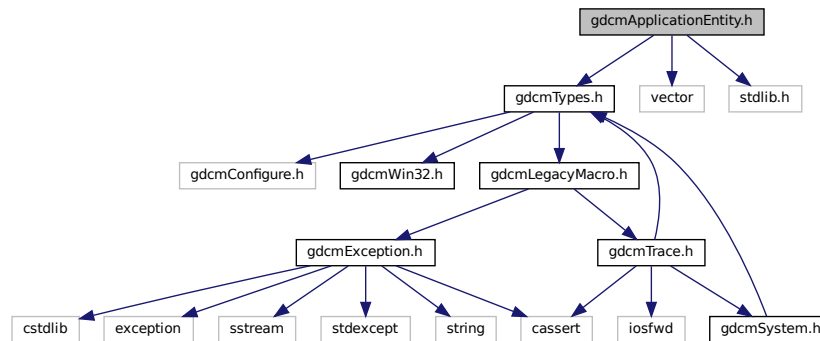 gdcmApplicationEntity.h
gdcmTypes.h
vector
stdlib.h
gdcmConfigure.h
gdcmWin32.h
gdcmLegacyMacro.h
gdcmException.h
gdcmTrace.h
cstdlib
exception
sstream
stdexcept
string
cassert
iosfwd
gdcmSystem.h